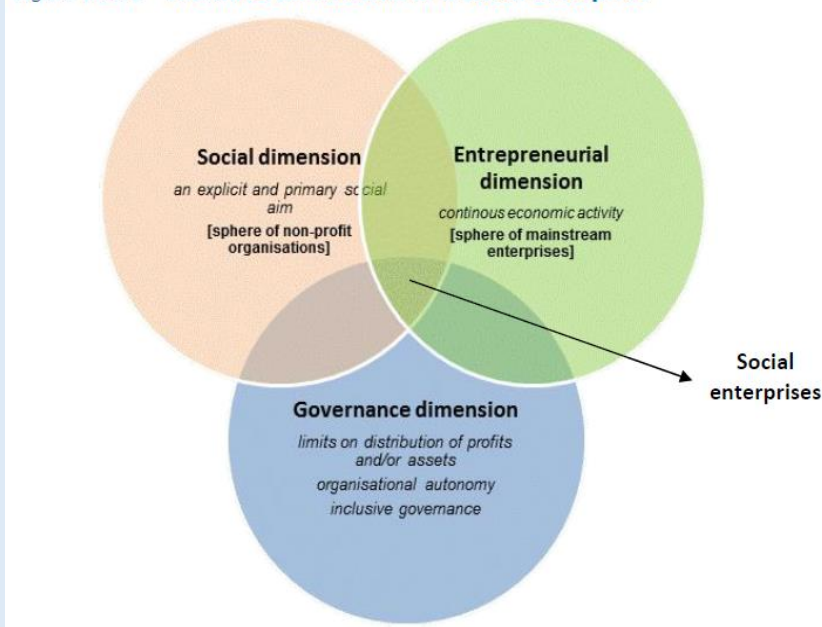 Social dimension
an explicit and primary social
aim
[sphere of non-profit
organisations]
Entrepreneurial
dimension
continous economic activity
[sphere of mainstream
enterprises]
Social
enterprises
Governance dimension
limits on distribution of profits
and/or assets
organisational autonomy
inclusive governance